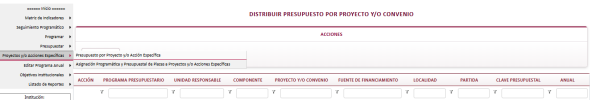 ====== Inicio ======
Matriz de Indicadores
Seguimiento Programático
Programar
Presupuestar
Proyectos y/o Acciones Específicas
Editar Programa Anual
Objetivos Institucionales
Listado de Reportes
Institución
DISTRIBUIR PRESUPUESTO POR PROYECTO Y/O CONVENIO
ACCIONES
Presupuesto por Proyecto y/o Acción Específica
Asignación Programática y Presupuestal de Plazas a Proyectos y/o Acciones Específicas
ACCIÓN PROGRAMA PRESUPUESTARIO UNIDAD RESPONSABLE COMPONENTE PROYECTO Y/O CONVENIO FUENTE DE FINANCIAMIENTO LOCALIDAD PARTIDA CLAVE PRESUPUESTAL ANUAL